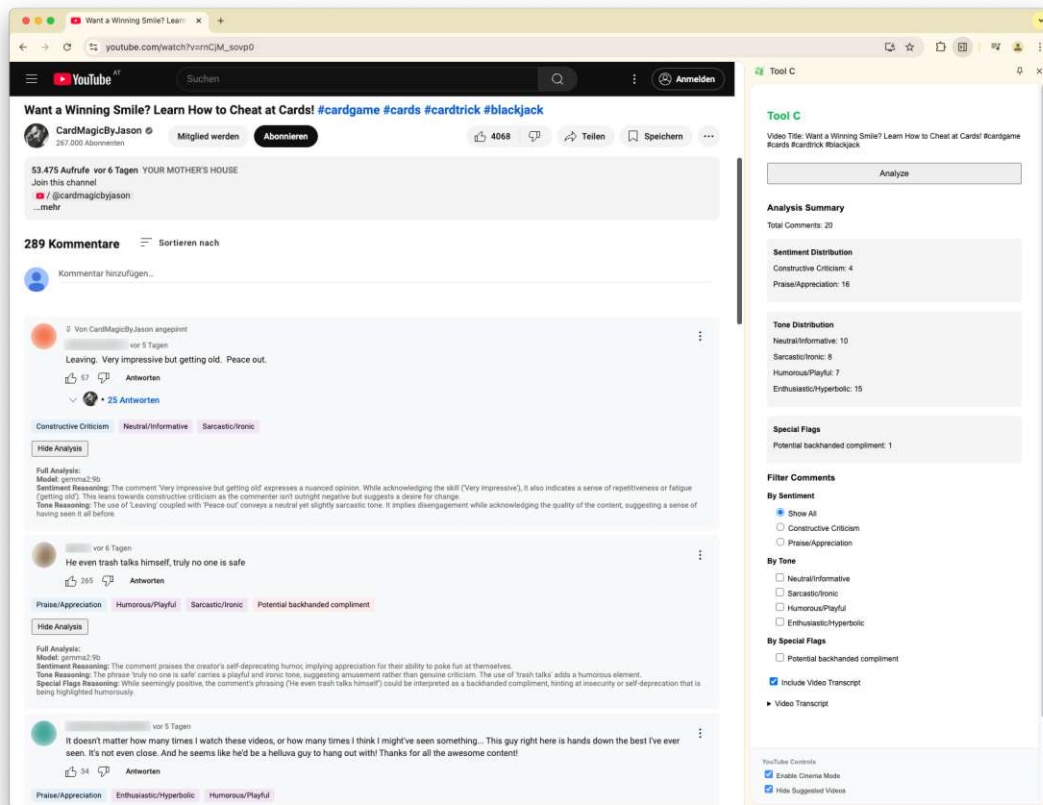 Want a Winning Smile? Learn
youtube.com/watch?v=rnCjM_sovp0
YouTube AT
Suchen
Anmelden
Want a Winning Smile? Learn How to Cheat at Cards! #cardgame #cards #cardtrick #blackjack
CardMagicByJason
267.000 Abonnenten
Mitglied werden
Abonnieren
4068
Teilen
Speichern
53.475 Aufrufe vor 6 Tagen YOUR MOTHER'S HOUSE
Join this channel
/ @cardmagicbyjason
...mehr
289 Kommentare
Sortieren nach
Kommentar hinzufügen...
Von CardMagicByJason angepinnt
vor 5 Tagen
Leaving. Very impressive but getting old. Peace out.
57
Antworten
• 25 Antworten
Constructive Criticism
Neutral/Informative
Sarcastic/Ironic
Hide Analysis
Full Analysis:
Model: gemma2:9b
Sentiment Reasoning: The comment 'Very impressive but getting old' expresses a nuanced opinion. While acknowledging the skill ('Very impressive'), it also indicates a sense of repetitiveness or fatigue
('getting old'). This leans towards constructive criticism as the commenter isn't outright negative but suggests a desire for change.
Tone Reasoning: The use of 'Leaving' coupled with 'Peace out' conveys a neutral yet slightly sarcastic tone. It implies disengagement while acknowledging the quality of the content, suggesting a sense of
having seen it all before.
vor 6 Tagen
He even trash talks himself, truly no one is safe
265
Antworten
Praise/Appreciation
Humorous/Playful
Sarcastic/Ironic
Potential backhanded compliment
Hide Analysis
Full Analysis:
Model: gemma2:9b
Sentiment Reasoning: The comment praises the creator's self-deprecating humor, implying appreciation for their ability to poke fun at themselves.
Tone Reasoning: The phrase 'truly no one is safe' carries a playful and ironic tone, suggesting amusement rather than genuine criticism. The use of 'trash talks' adds a humorous element.
Special Flags Reasoning: While seemingly positive, the comment's phrasing ('He even trash talks himself') could be interpreted as a backhanded compliment, hinting at insecurity or self-deprecation that is
being highlighted humorously.
vor 5 Tagen
It doesn't matter how many times I watch these videos, or how many times I think I might've seen something... This guy right here is hands down the best I've ever
seen. It's not even close. And he seems like he'd be a helluva guy to hang out with! Thanks for all the awesome content!
34
Antworten
Praise/Appreciation
Enthusiastic/Hyperbolic
Humorous/Playful
Tool C
Tool C
Video Title: Want a Winning Smile? Learn How to Cheat at Cards! #cardgame
#cards #cardtrick #blackjack
Analyze
Analysis Summary
Total Comments: 20
Sentiment Distribution
Constructive Criticism: 4
Praise/Appreciation: 16
Tone Distribution
Neutral/Informative: 10
Sarcastic/Ironic: 8
Humorous/Playful: 7
Enthusiastic/Hyperbolic: 15
Special Flags
Potential backhanded compliment: 1
Filter Comments
By Sentiment
Show All
Constructive Criticism
Praise/Appreciation
By Tone
Neutral/Informative
Sarcastic/Ironic
Humorous/Playful
Enthusiastic/Hyperbolic
By Special Flags
Potential backhanded compliment
Include Video Transcript
Video Transcript
YouTube Controls
Enable Cinema Mode
Hide Suggested Videos